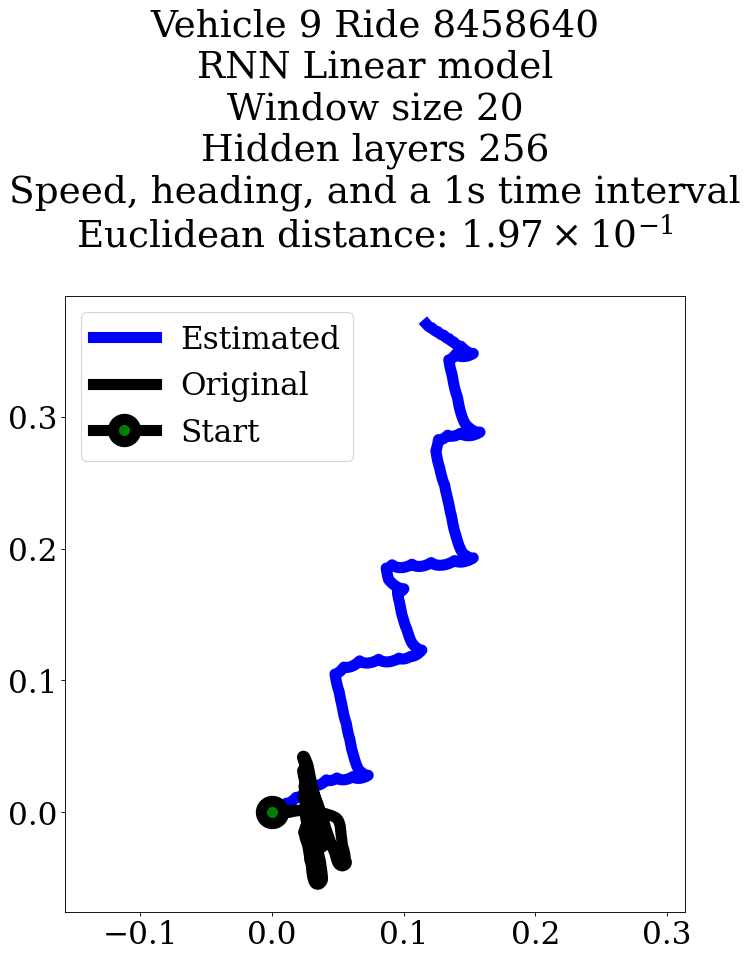 Vehicle 9 Ride 8458640
RNN Linear model
Window size 20
Hidden layers 256
Speed, heading, and a 1s time interval
Euclidean distance: 1.97 × 10⁻¹
Estimated
Original
Start
0.3
0.2
0.1
0.0
−0.1 0.0 0.1 0.2 0.3